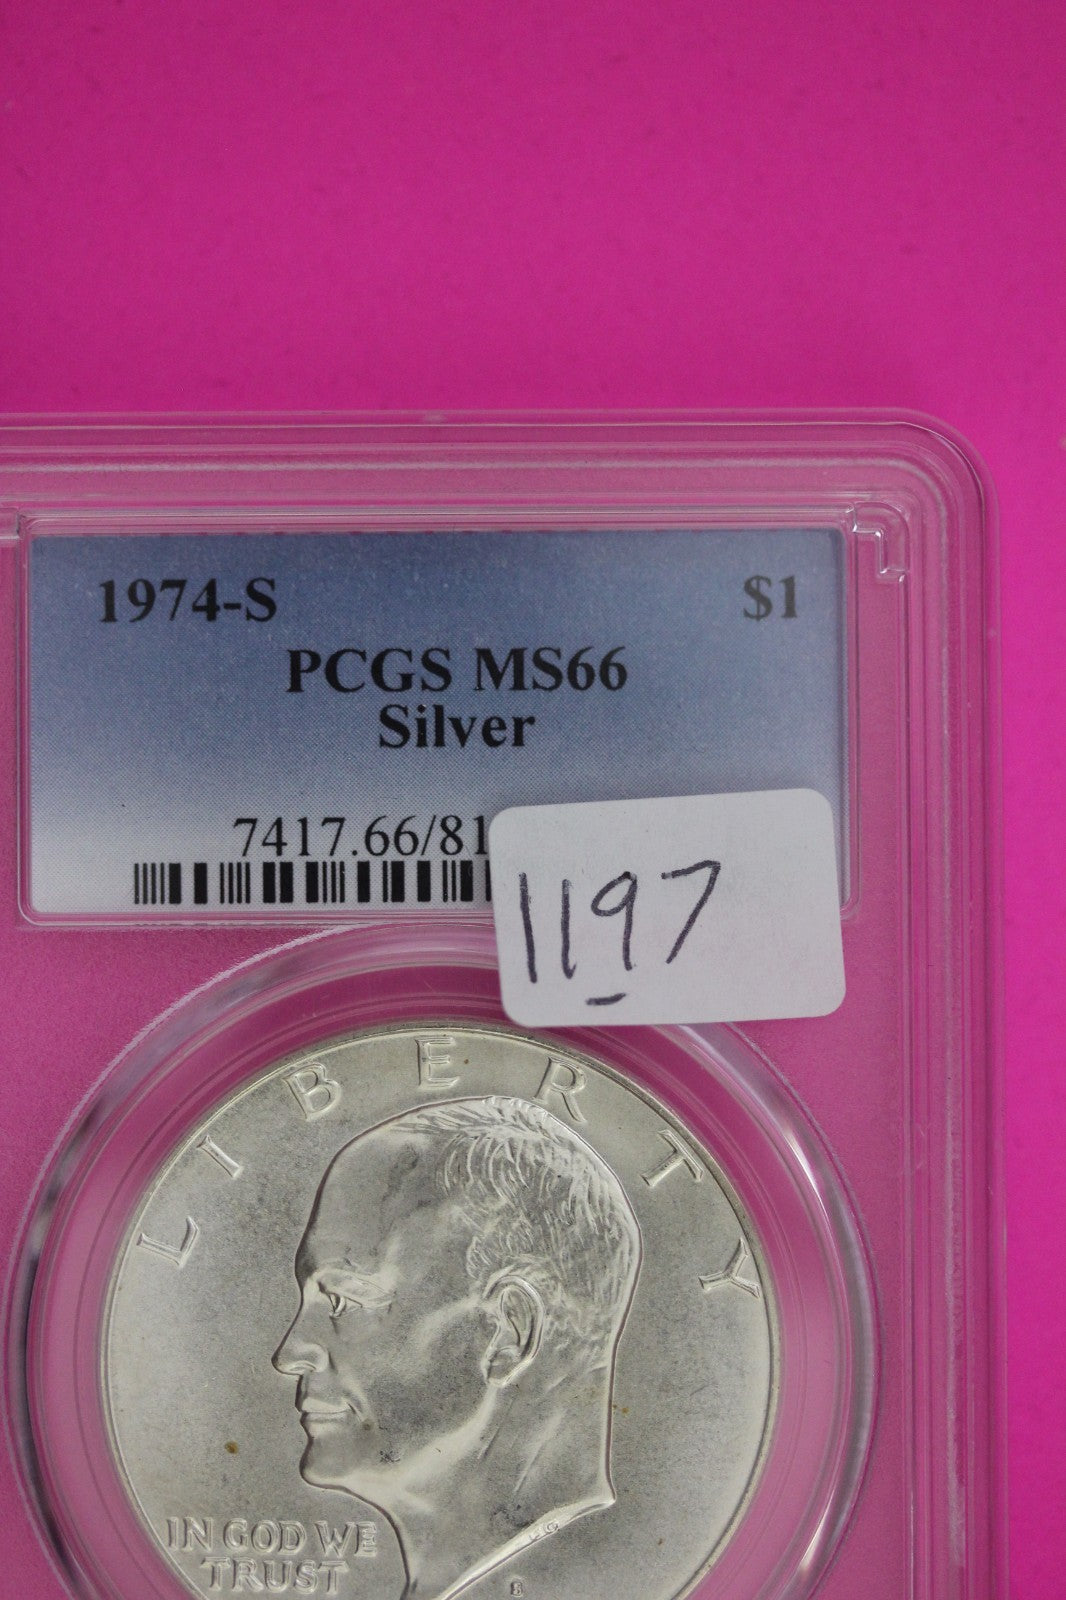 1974-S $1
PCGS MS66
Silver
7417.66/81
1197
LIBERTY
IN GOD WE
TRUST
S